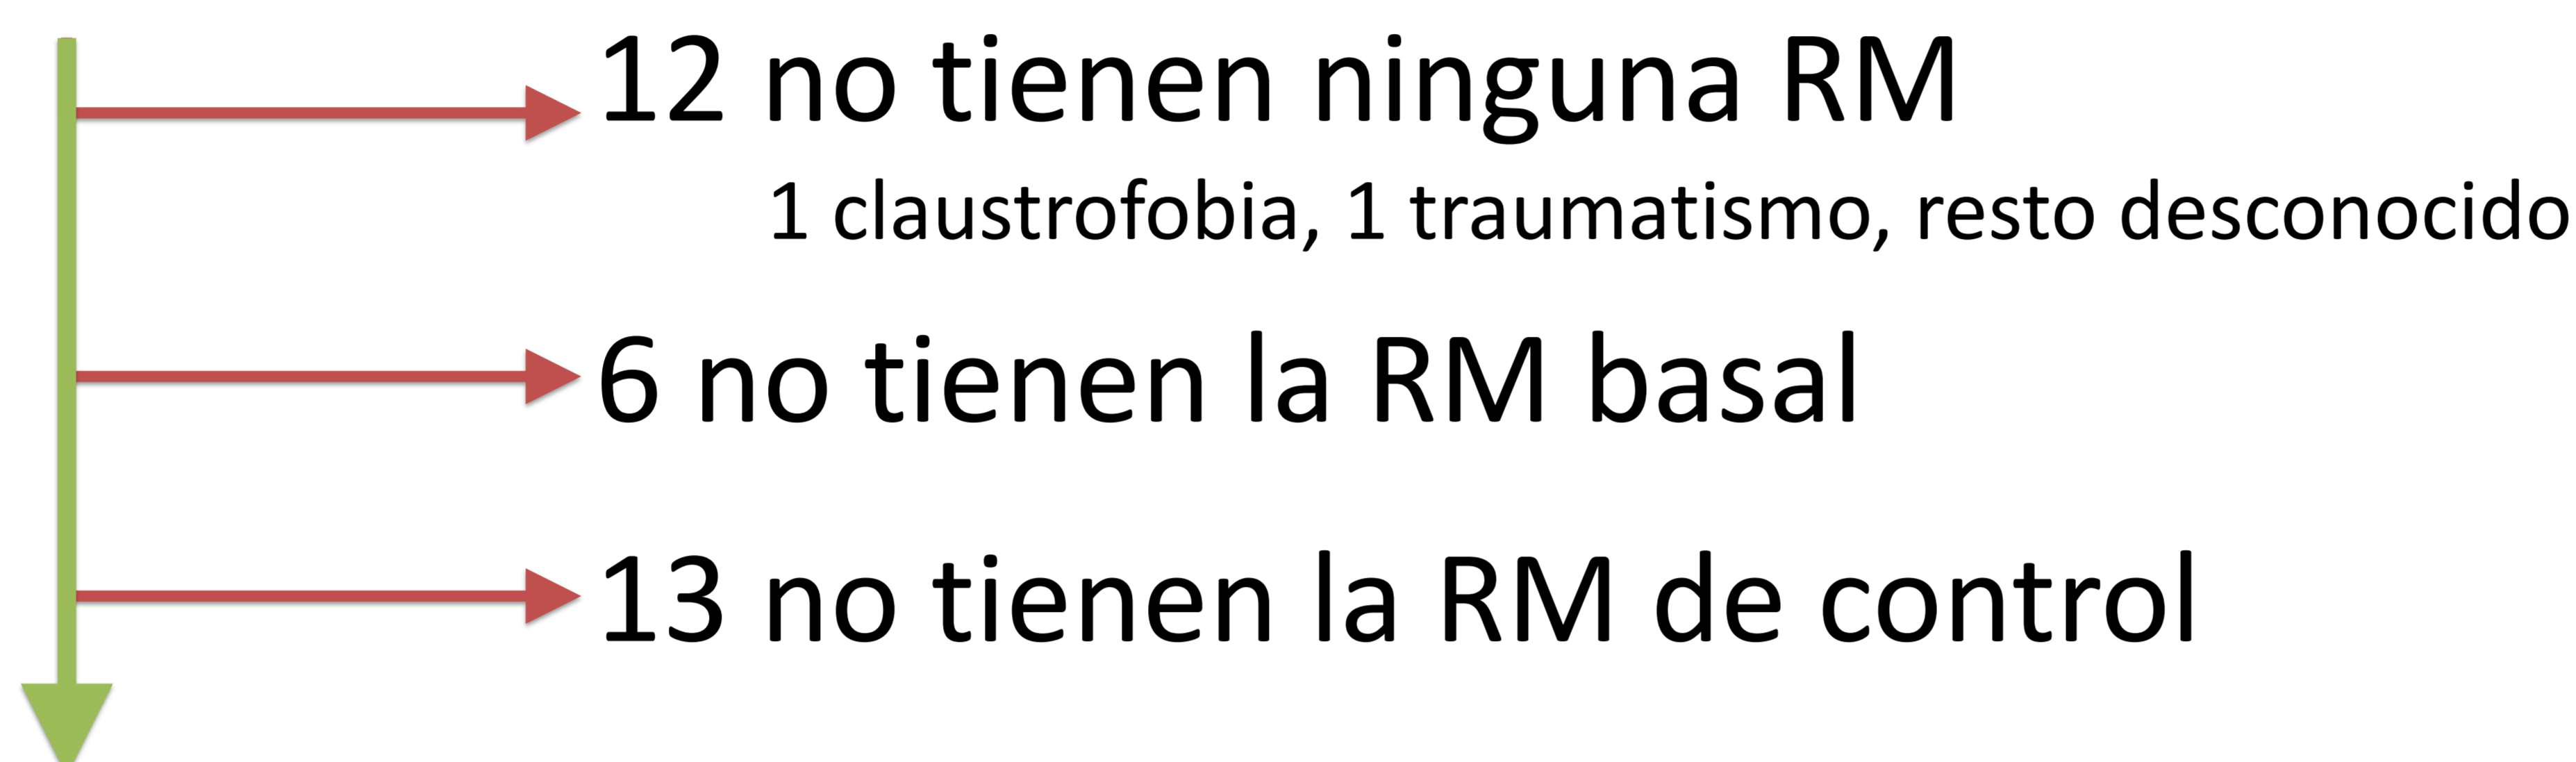 12 no tienen ninguna RM
1 claustrofobia, 1 traumatismo, resto desconocido
6 no tienen la RM basal
13 no tienen la RM de control